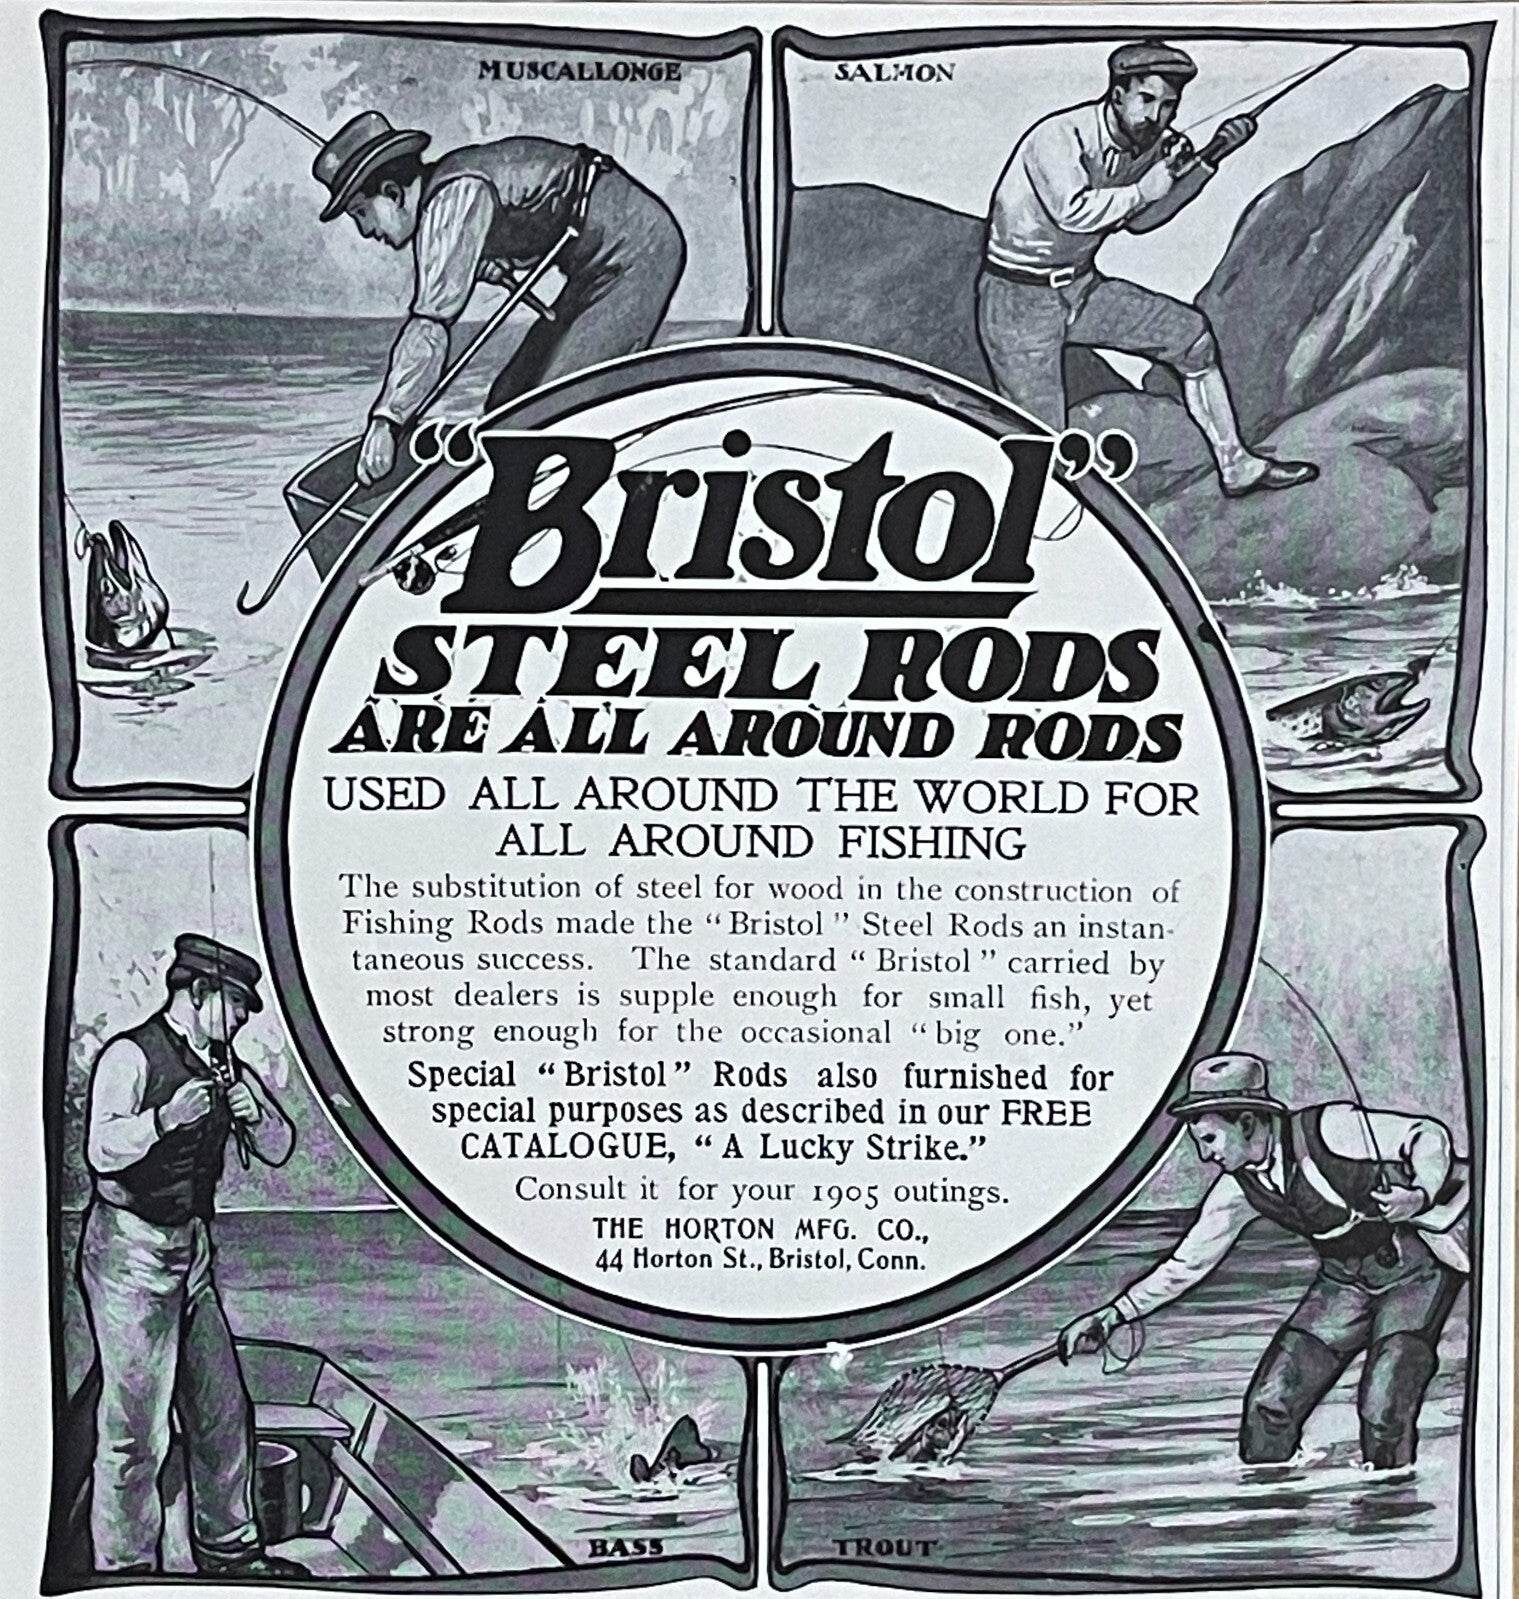 MUSCALLONGE
SALMON
"Bristol"
STEEL RODS
ARE ALL AROUND RODS
USED ALL AROUND THE WORLD FOR
ALL AROUND FISHING
The substitution of steel for wood in the construction of
Fishing Rods made the "Bristol" Steel Rods an instan-
taneous success. The standard "Bristol" carried by
most dealers is supple enough for small fish, yet
strong enough for the occasional "big one."
Special "Bristol" Rods also furnished for
special purposes as described in our FREE
CATALOGUE, "A Lucky Strike."
Consult it for your 1905 outings.
THE HORTON MFG. CO.,
44 Horton St., Bristol, Conn.
BASS
TROUT